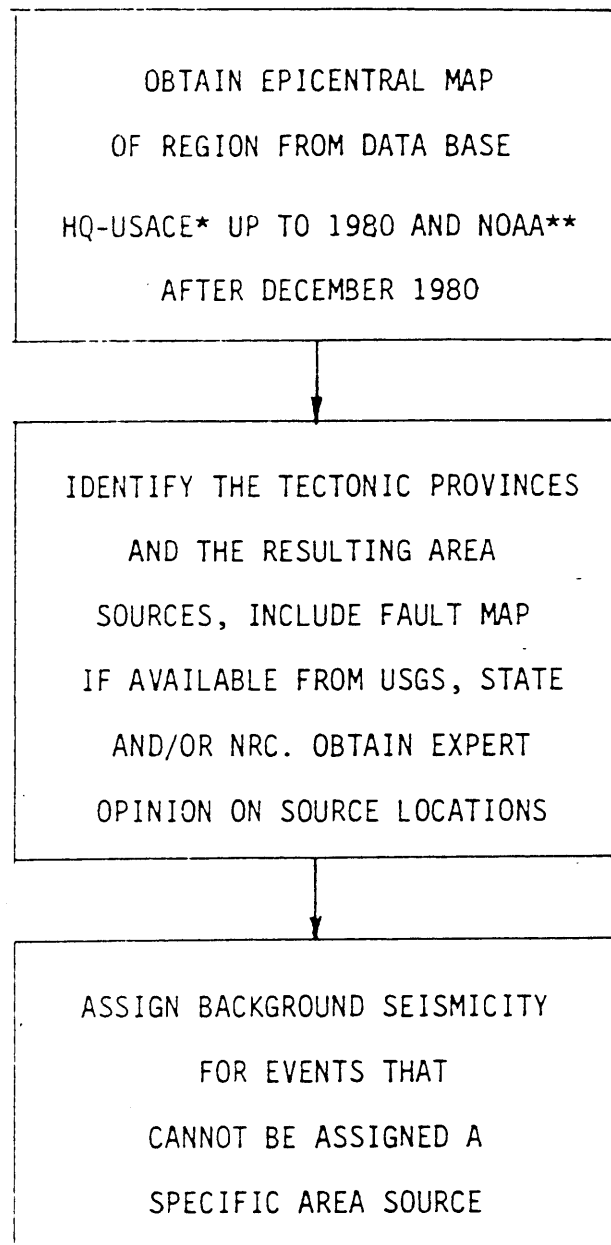 OBTAIN EPICENTRAL MAP
OF REGION FROM DATA BASE
HQ-USACE* UP TO 1980 AND NOAA**
AFTER DECEMBER 1980
IDENTIFY THE TECTONIC PROVINCES
AND THE RESULTING AREA
SOURCES, INCLUDE FAULT MAP
IF AVAILABLE FROM USGS, STATE
AND/OR NRC. OBTAIN EXPERT
OPINION ON SOURCE LOCATIONS
ASSIGN BACKGROUND SEISMICITY
FOR EVENTS THAT
CANNOT BE ASSIGNED A
SPECIFIC AREA SOURCE